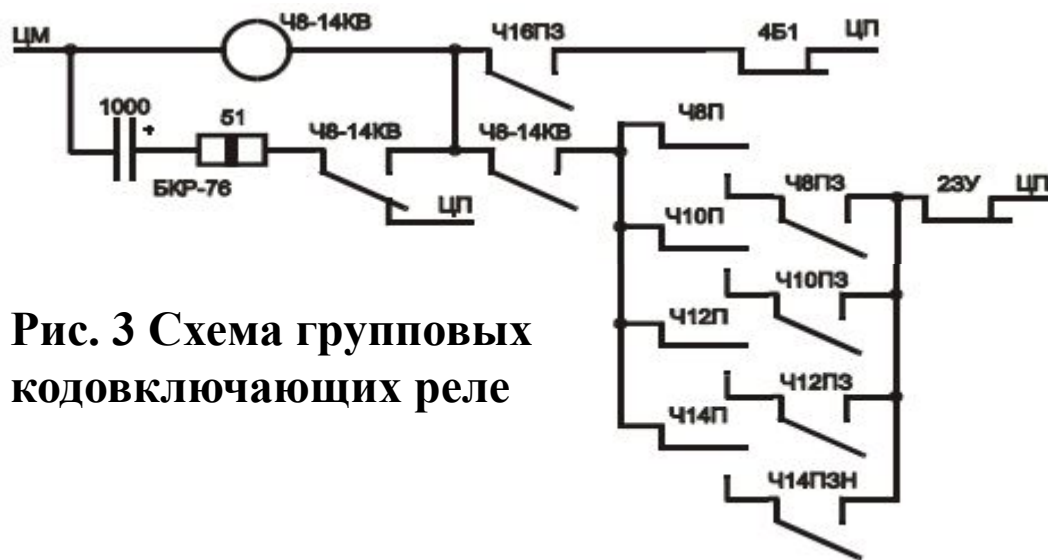 ЦМ Ч8-14КВ Ч16ПЗ 4Б1 ЦП
1000 + 51 Ч8-14КВ Ч8-14КВ Ч8П
БКР-76 ЦП Ч8ПЗ 2ЗУ ЦП
Ч10П
Ч10ПЗ
Ч12П
Ч12ПЗ
Ч14П
Ч14ПЗН
Рис. 3 Схема групповых
кодовключающих реле